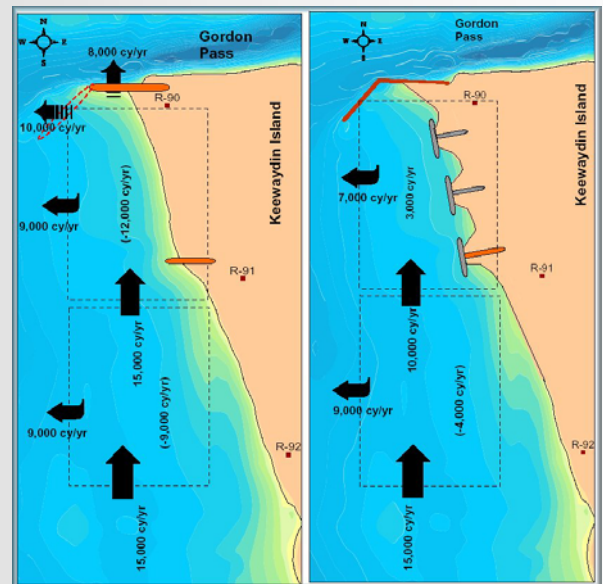 N
W E
S
Gordon
Pass
8,000 cy/yr
R-90
10,000 cy/yr
(-12,000 cy/yr)
9,000 cy/yr
Keewaydin Island
R-91
15,000 cy/yr
9,000 cy/yr
(-9,000 cy/yr)
R-92
15,000 cy/yr
N
W E
S
Gordon
Pass
R-90
7,000 cy/yr
3,000 cy/yr
Keewaydin Island
R-91
10,000 cy/yr
9,000 cy/yr
(-4,000 cy/yr)
R-92
15,000 cy/yr